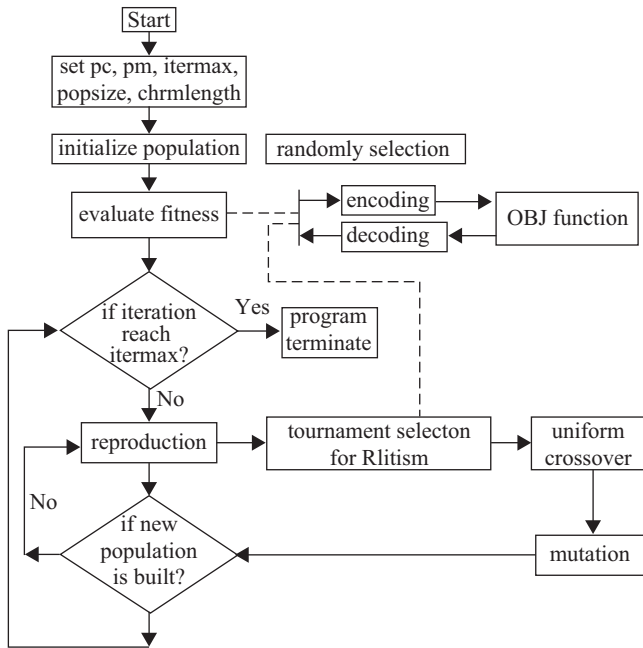 Start
set pc, pm, itermax,
popsize, chrmlength
initialize population
randomly selection
evaluate fitness
encoding
decoding
OBJ function
if iteration
reach
itermax?
Yes
program
terminate
No
reproduction
tournament selecton
for Rlitism
uniform
crossover
No
if new
population
is built?
mutation